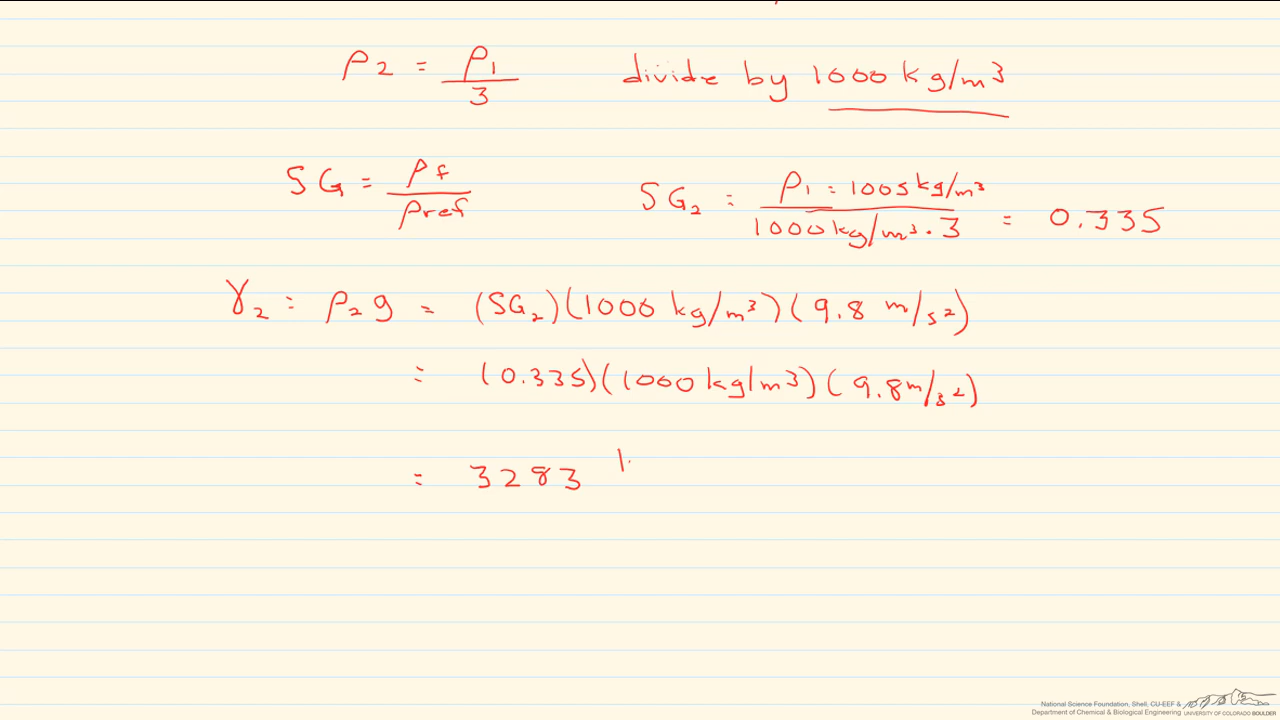 ρ2 = ρ1/3 divide by 1000 kg/m³
SG = ρf/ρref SG₂ = ρ1 = 1005 kg/m³ / 1000 kg/m³ · 3 = 0.335
γ₂ = ρ₂g = (SG₂)(1000 kg/m³)(9.8 m/s²)
= (0.335)(1000 kg/m³)(9.8 m/s²)
= 3283
National Science Foundation, Shell, CU-EEF &
Department of Chemical & Biological Engineering UNIVERSITY OF COLORADO BOULDER